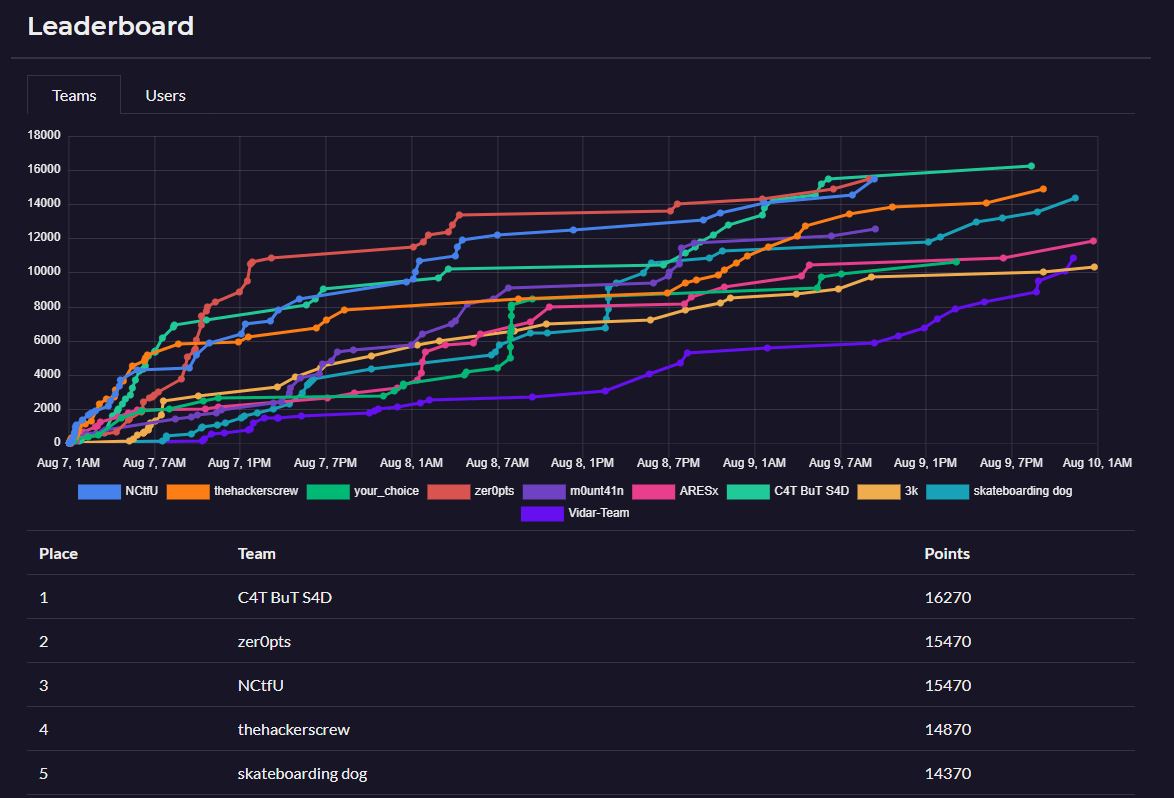 Leaderboard
Teams Users
18000
16000
14000
12000
10000
8000
6000
4000
2000
0
Aug 7, 1AM Aug 7, 7AM Aug 7, 1PM Aug 7, 7PM Aug 8, 1AM Aug 8, 7AM Aug 8, 1PM Aug 8, 7PM Aug 9, 1AM Aug 9, 7AM Aug 9, 1PM Aug 9, 7PM Aug 10, 1AM
NCtfU thehackerscrew your_choice zer0pts m0unt41n ARESx C4T BuT S4D 3k skateboarding dog
Vidar-Team
Place Team Points
1 C4T BuT S4D 16270
2 zer0pts 15470
3 NCtfU 15470
4 thehackerscrew 14870
5 skateboarding dog 14370